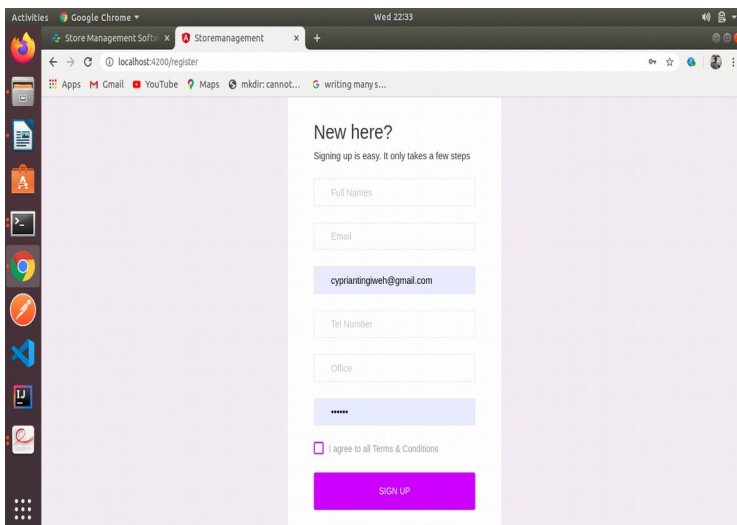 Activities Google Chrome Wed 22:33
Store Management Softw Storemanagement
localhost:4200/register
Apps Gmail YouTube Maps mkdir: cannot... writing many s...
New here?
Signing up is easy. It only takes a few steps
Full Names
Email
cypriantingiweh@gmail.com
Tel Number
Office
••••••
I agree to all Terms & Conditions
SIGN UP